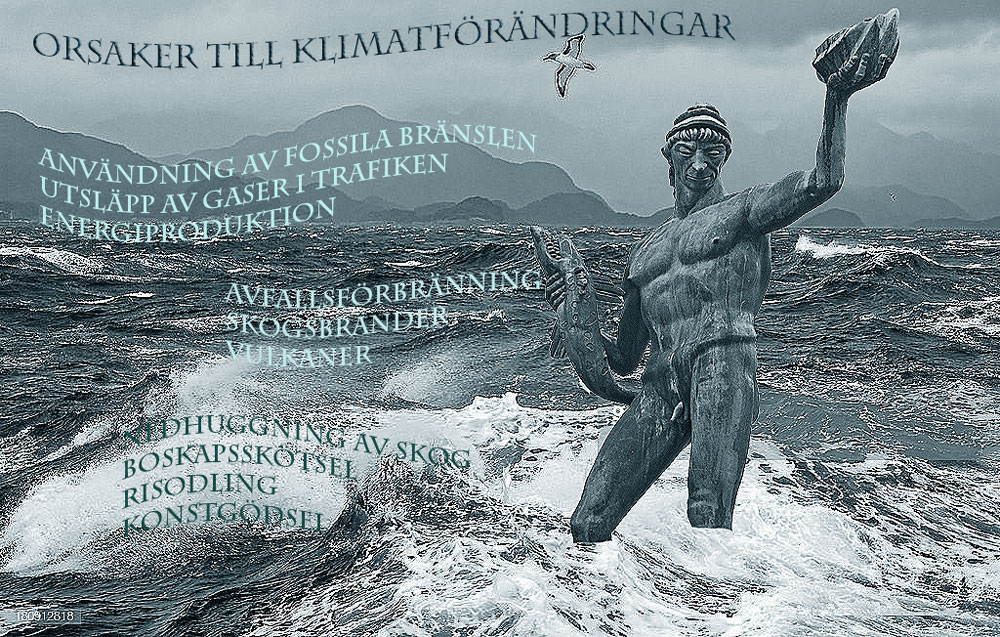 ORSAKER TILL KLIMATFÖRÄNDRINGAR
ANVÄNDNING AV FOSSILA BRÄNSLEN
UTSLÄPP AV GASER I TRAFIKEN
ENERGIPRODUKTION
AVFALLSFÖRBRÄNNING
SKOGSBRÄNDER
VULKANER
NEDHUGGNING AV SKOG
BOSKAPSSKÖTSEL
RISODLING
KONSTGÖDSEL
180912818